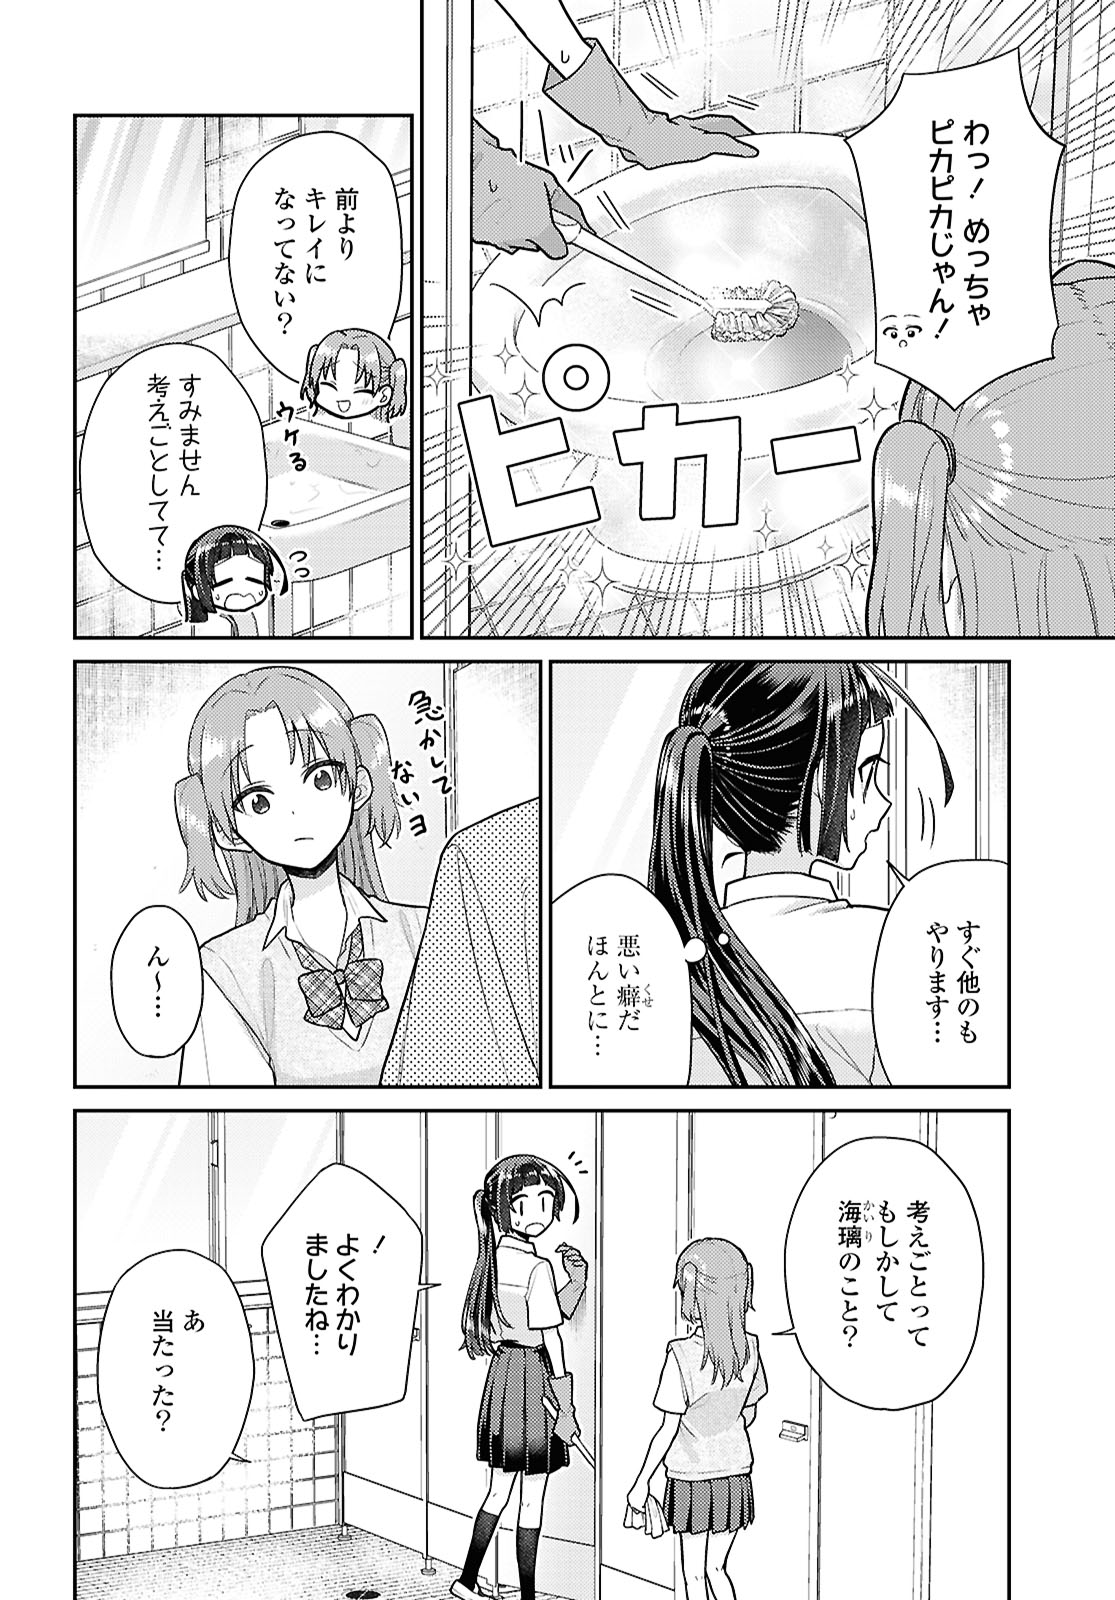 わっ！めっちゃ
ピカピカじゃん！
ピカー
前より
キレイに
なってない？
ウケる
すみません
考えごとしてて…
すぐ他のも
やります…
悪い癖だ
くせ
ほんとに…
急かして
ないヨ
ん～…
考えごとって
もしかして
海璃のこと？
かいり
！
よくわかり
ましたね…
あ
当たった？